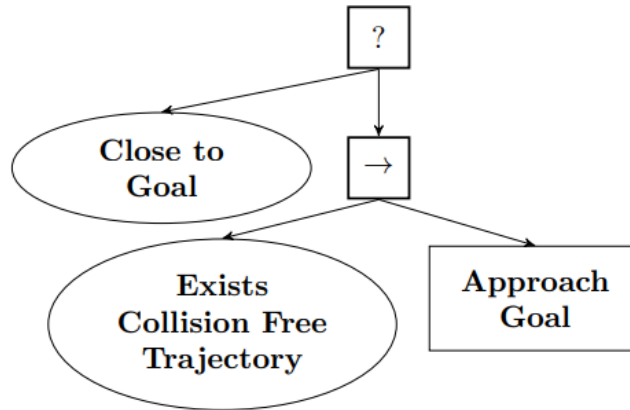 ?
Close to
Goal
→
Exists
Collision Free
Trajectory
Approach
Goal